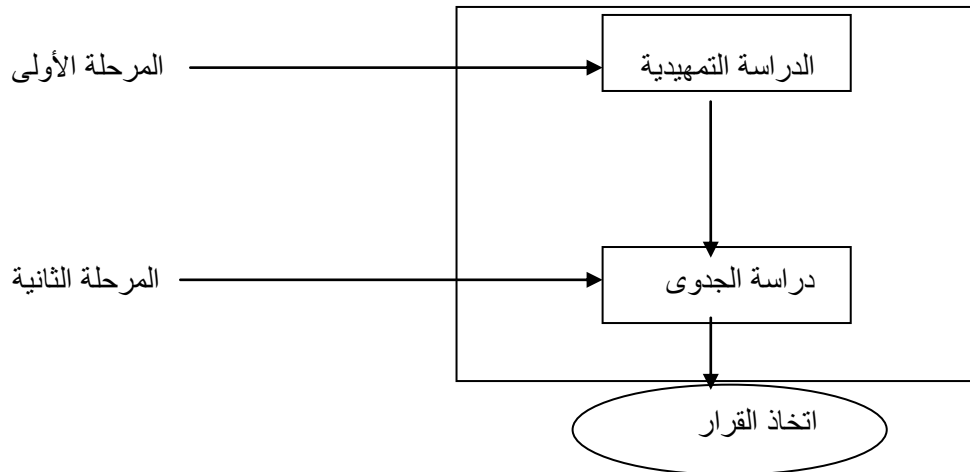 الدراسة التمهيدية
المرحلة الأولى
دراسة الجدوى
المرحلة الثانية
اتخاذ القرار